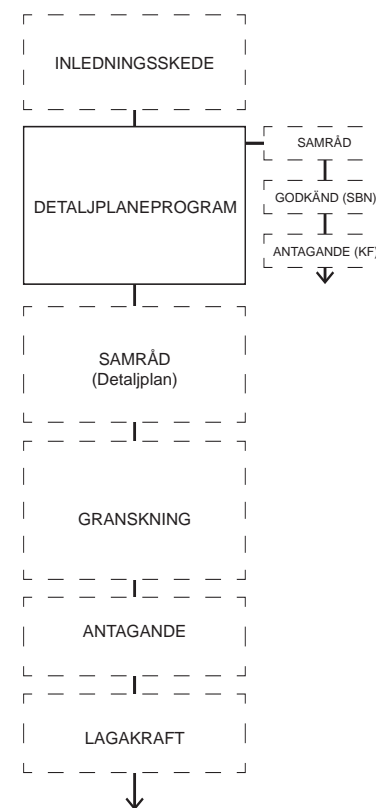 INLEDNINGSSKEDE
DETALJPLANEPROGRAM
SAMRÅD
GODKÄND (SBN)
ANTAGANDE (KF)
SAMRÅD
(Detaljplan)
GRANSKNING
ANTAGANDE
LAGAKRAFT